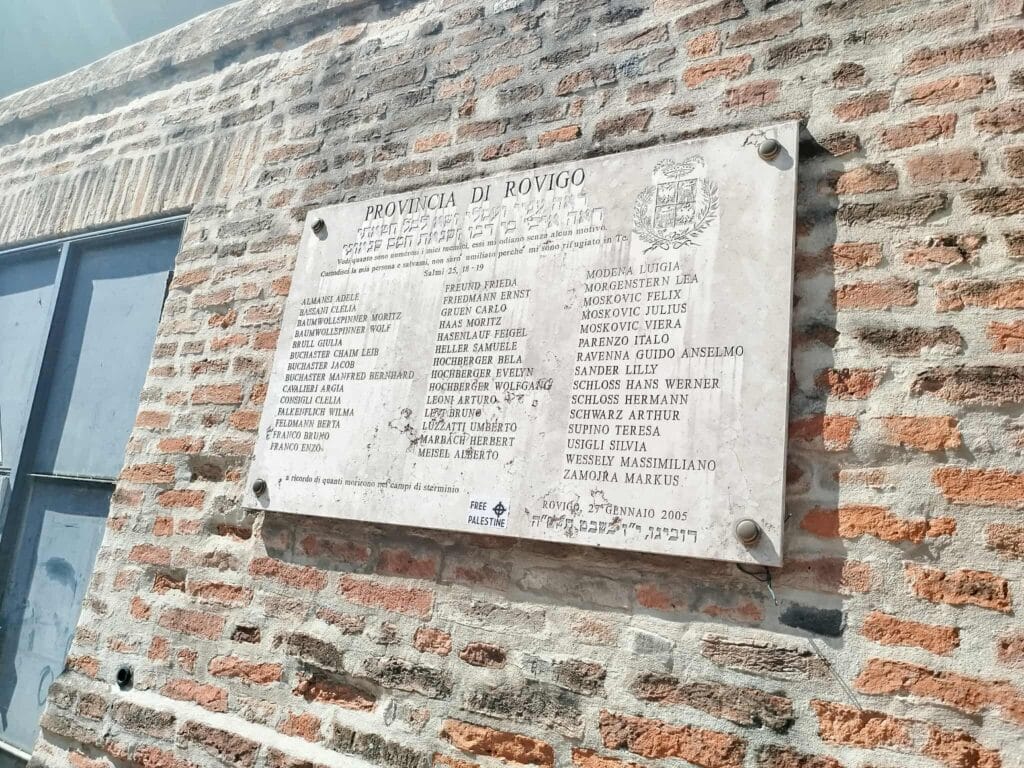 PROVINCIA DI ROVIGO
Vedi quanto sono numerosi i miei nemici, essi mi odiano senza alcun motivo.
Custodisci la mia persona e salvami, non sarò umiliato perchè mi sono rifugiato in Te.
Salmi 25, 18-19
ALMANSI ADELE
BASSANI CLELIA
BAUMWOLLSPINNER MORITZ
BAUMWOLLSPINNER WOLF
BRULL GIULIA
BUCHASTER CHAIM LEIB
BUCHASTER JACOB
BUCHASTER MANFRED BERNHARD
CAVALIERI ARGIA
CONSIGLI CLELIA
FALKENFLICH WILMA
FELDMANN BERTA
FRANCO BRUNO
FRANCO ENZO
FREUND FRIEDA
FRIEDMANN ERNST
GRUEN CARLO
HAAS MORITZ
HASENLAUF FEIGEL
HELLER SAMUELE
HOCHBERGER BELA
HOCHBERGER EVELYN
HOCHBERGER WOLFGANG
LEONI ARTURO
LEVI BRUNO
LUZZATTI UMBERTO
MARBACH HERBERT
MEISEL ALBERTO
MODENA LUIGIA
MORGENSTERN LEA
MOSKOVIC FELIX
MOSKOVIC JULIUS
MOSKOVIC VIERA
PARENZO ITALO
RAVENNA GUIDO ANSELMO
SANDER LILLY
SCHLOSS HANS WERNER
SCHLOSS HERMANN
SCHWARZ ARTHUR
SUPINO TERESA
USIGLI SILVIA
WESSELY MASSIMILIANO
ZAMOJRA MARKUS
a ricordo di quanti morirono nei campi di sterminio
FREE
PALESTINE
ROVIGO, 27 GENNAIO 2005